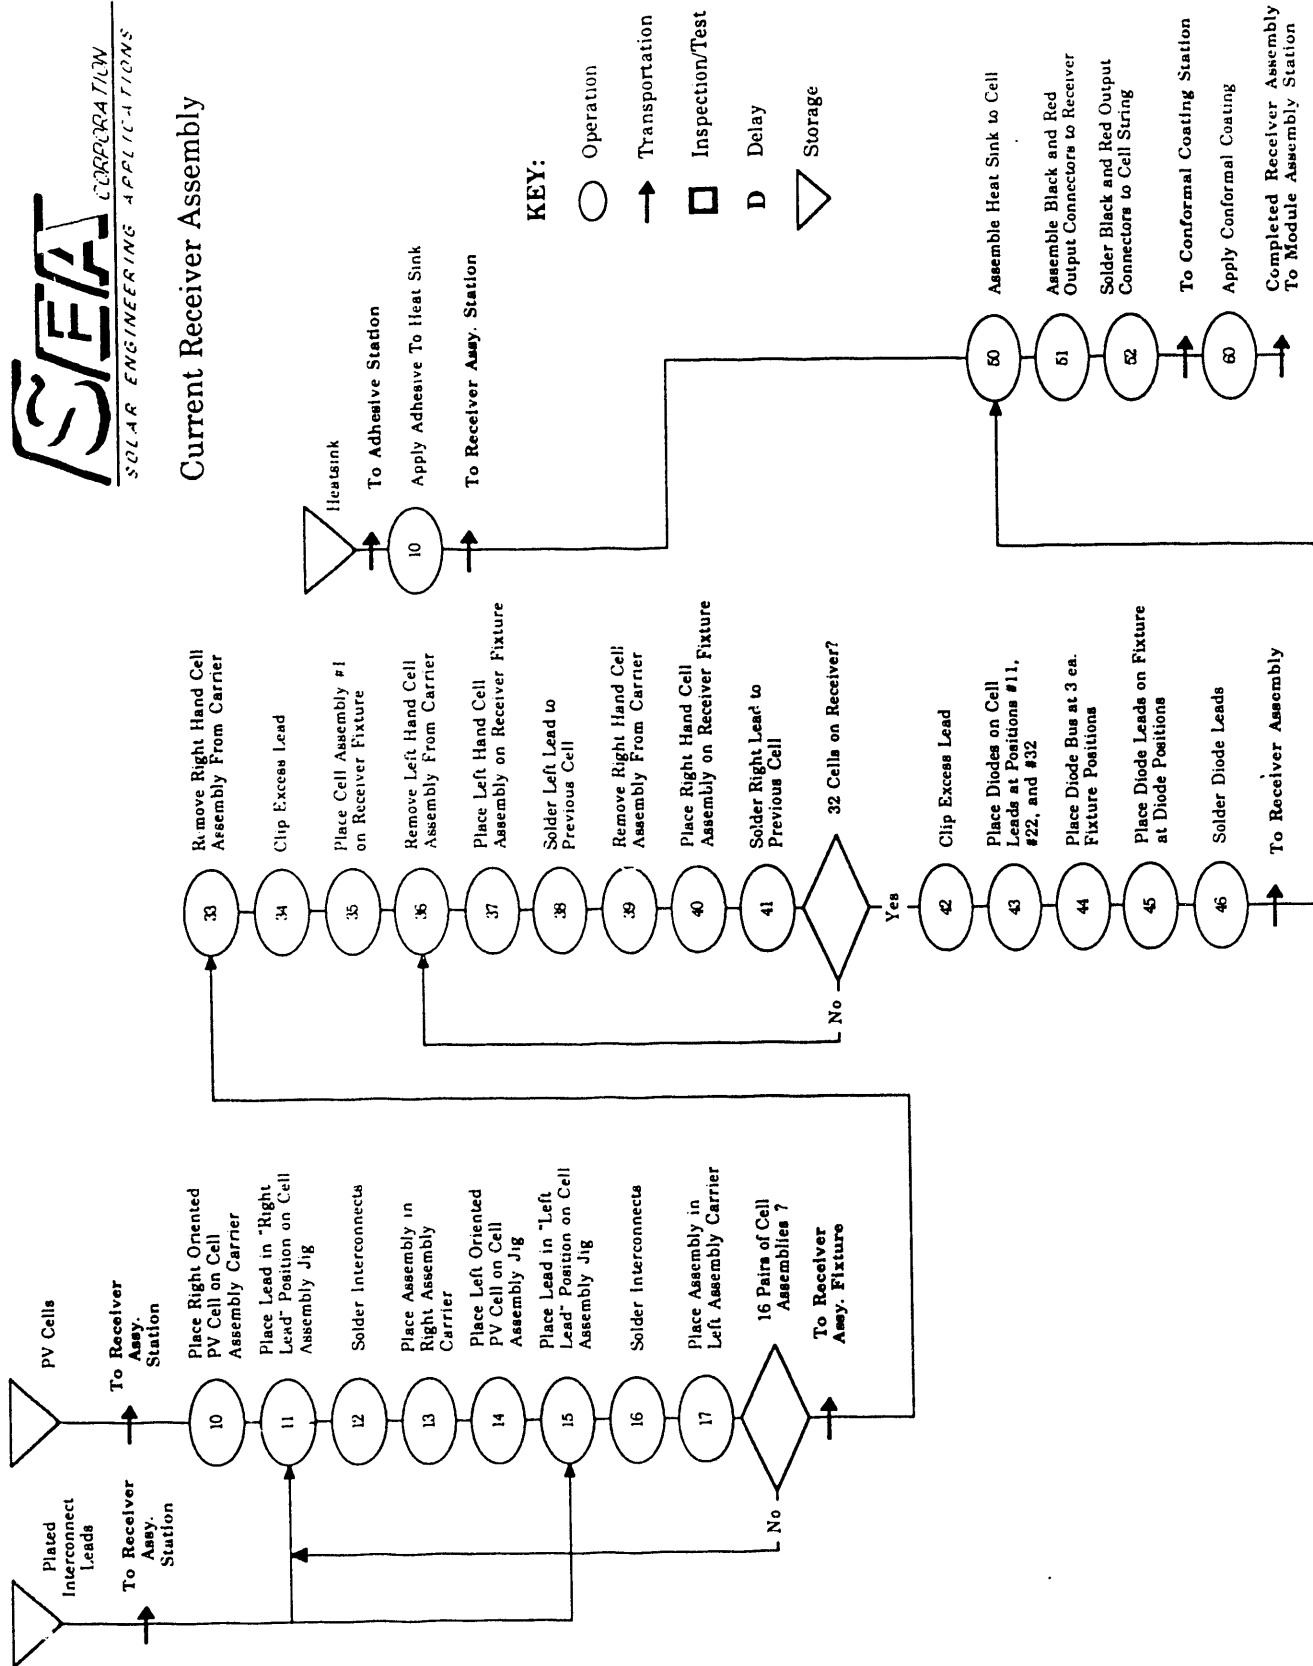 SEA CORPORATION
SOLAR ENGINEERING APPLICATIONS
Current Receiver Assembly
Plated
Interconnect
Leads
To Receiver
Assy.
Station
PV Cells
To Receiver
Assy.
Station
10
Place Right Oriented
PV Cell on Cell
Assembly Carrier
11
Place Lead in "Right
Lead" Position on Cell
Assembly Jig
12
Solder Interconnects
13
Place Assembly in
Right Assembly
Carrier
14
Place Left Oriented
PV Cell on Cell
Assembly Jig
15
Place Lead in "Left
Lead" Position on Cell
Assembly Jig
16
Solder Interconnects
17
Place Assembly in
Left Assembly Carrier
16 Pairs of Cell
Assemblies ?
No
To Receiver
Assy. Fixture
33
Remove Right Hand Cell
Assembly From Carrier
34
Clip Excess Lead
35
Place Cell Assembly #1
on Receiver Fixture
36
Remove Left Hand Cell
Assembly From Carrier
37
Place Left Hand Cell
Assembly on Receiver Fixture
38
Solder Left Lead to
Previous Cell
39
Remove Right Hand Cell
Assembly From Carrier
40
Place Right Hand Cell
Assembly on Receiver Fixture
41
Solder Right Lead to
Previous Cell
32 Cells on Receiver?
No
Yes
42
Clip Excess Lead
43
Place Diodes on Cell
Leads at Positions #11,
#22, and #32
44
Place Diode Bus at 3 ea.
Fixture Positions
45
Place Diode Leads on Fixture
at Diode Positions
46
Solder Diode Leads
To Receiver Assembly
Heatsink
To Adhesive Station
10
Apply Adhesive To Heat Sink
To Receiver Assy. Station
50
Assemble Heat Sink to Cell
51
Assemble Black and Red
Output Connectors to Receiver
52
Solder Black and Red Output
Connectors to Cell String
To Conformal Coating Station
60
Apply Conformal Coating
Completed Receiver Assembly
To Module Assembly Station
KEY:
Operation
Transportation
Inspection/Test
D Delay
Storage